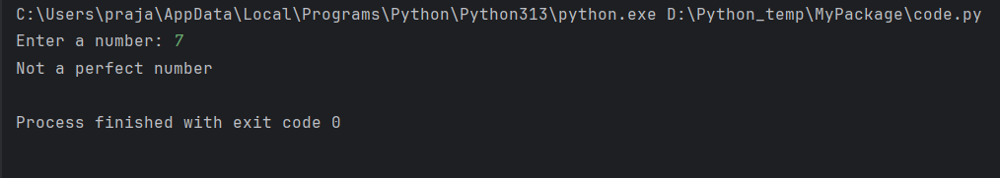 C:\Users\praja\AppData\Local\Programs\Python\Python313\python.exe D:\Python_temp\MyPackage\code.py
Enter a number: 7
Not a perfect number
Process finished with exit code 0